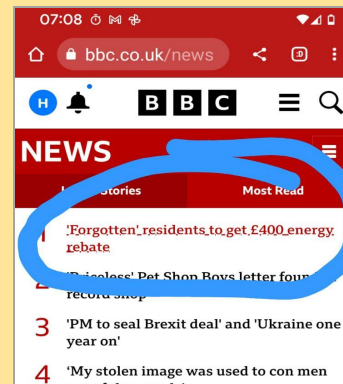 07:08
bbc.co.uk/news
:D
H
BBC
NEWS
Stories
Most Read
'Forgotten' residents to get £400 energy
rebate
2 'Priceless' Pet Shop Boys letter found
record shop
3 'PM to seal Brexit deal' and 'Ukraine one
year on'
4 'My stolen image was used to con men